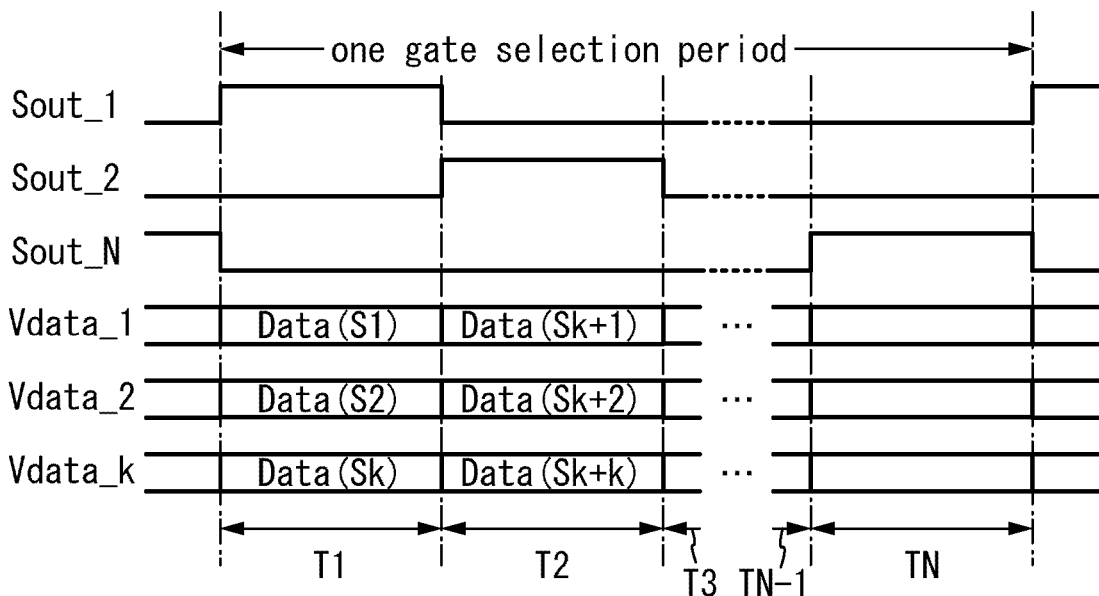 one gate selection period
Sout_1
Sout_2
Sout_N
Vdata_1 Data(S1) Data(Sk+1) ...
Vdata_2 Data(S2) Data(Sk+2) ...
Vdata_k Data(Sk) Data(Sk+k) ...
T1 T2 T3 TN-1 TN